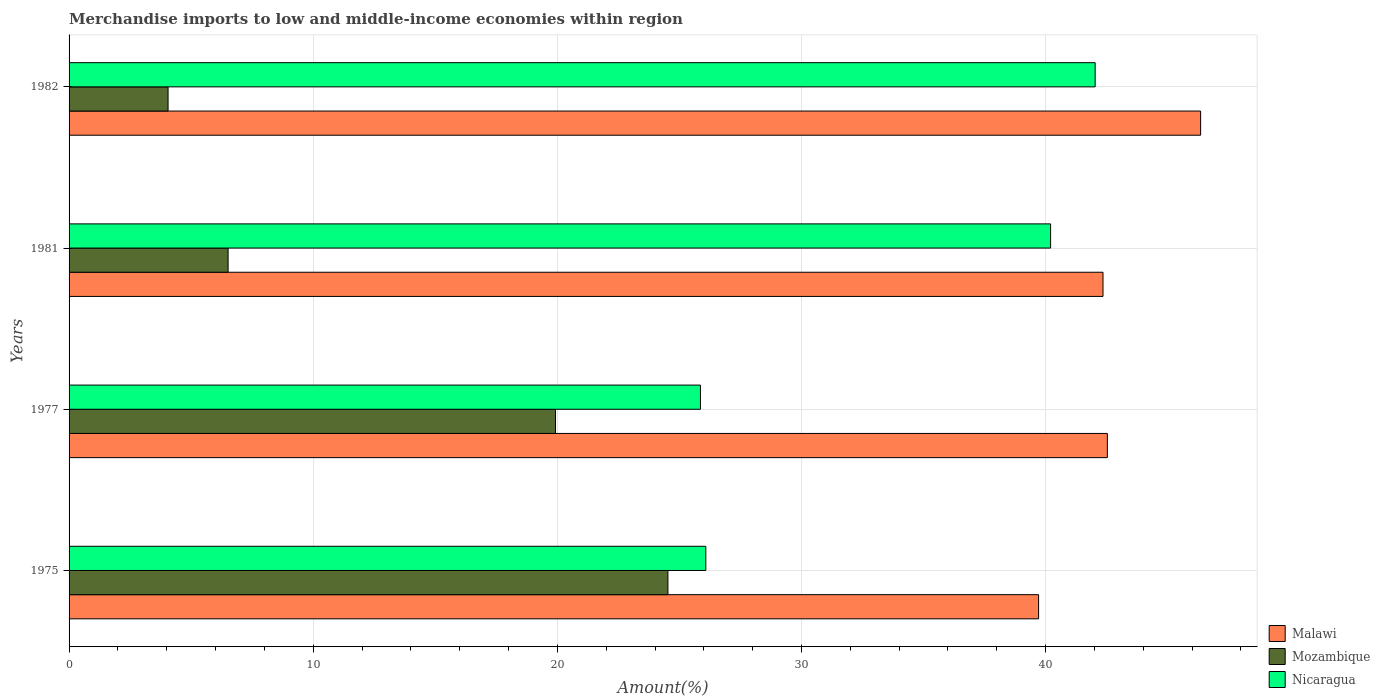 Merchandise imports to low and middle-income economies within region
1982
1981
1977
1975
Years
0
10
20
30
40
Amount(%)
Malawi
Mozambique
Nicaragua